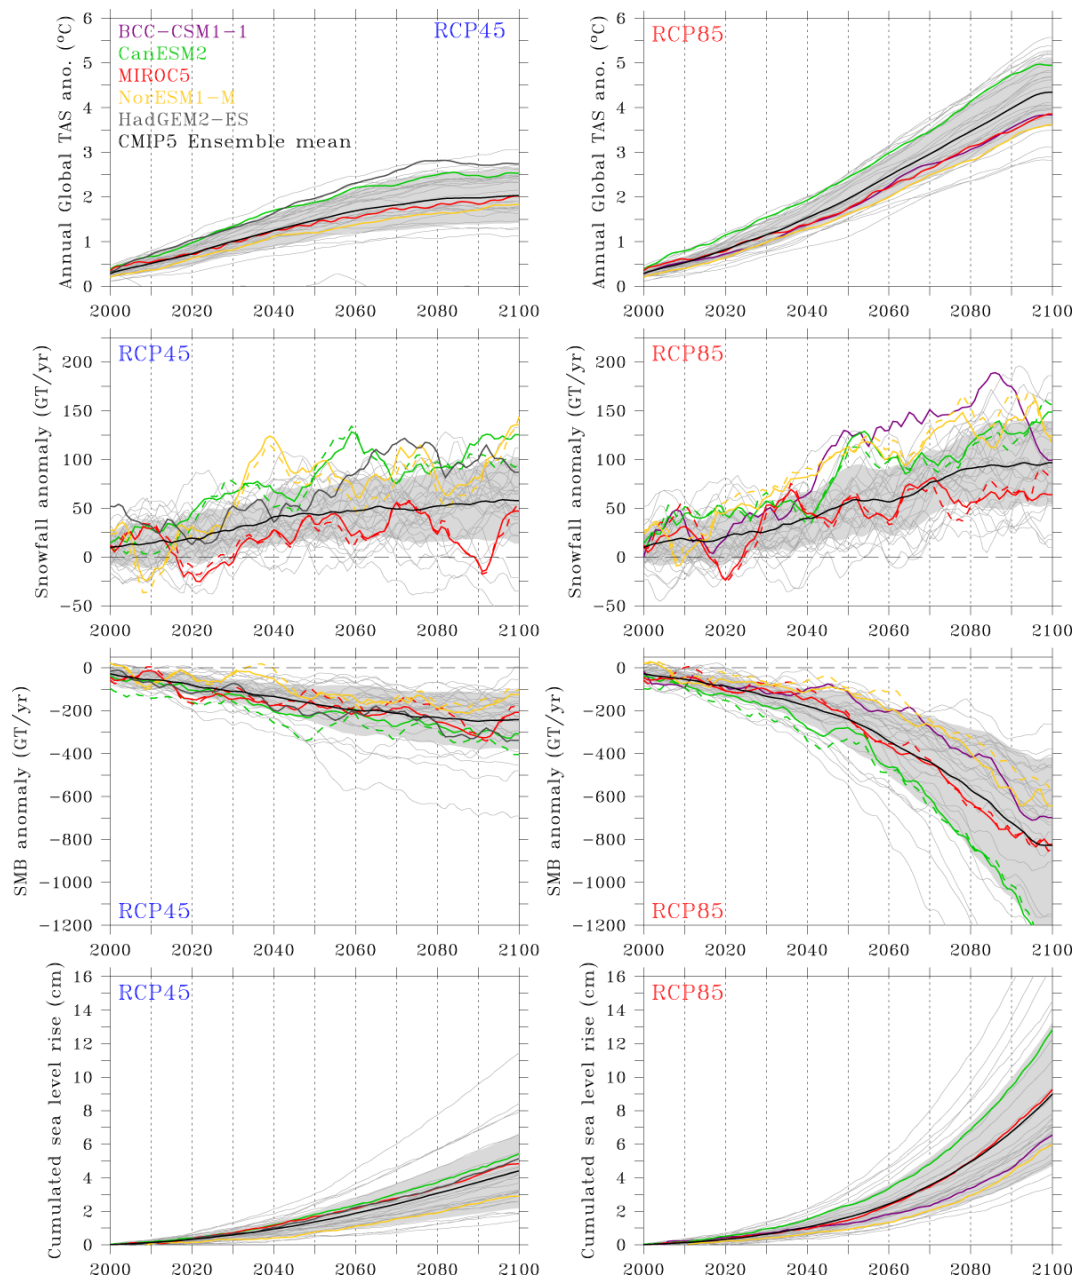 Annual Global TAS ano. (°C)
6
5
4
3
2
1
0
BCC-CSM1-1
CanESM2
MIROC5
NorESM1-M
HadGEM2-ES
CMIP5 Ensemble mean
RCP45
2000 2020 2040 2060 2080 2100
Annual Global TAS ano. (°C)
6
5
4
3
2
1
0
RCP85
2000 2020 2040 2060 2080 2100
Snowfall anomaly (GT/yr)
200
150
100
50
0
-50
RCP45
2000 2020 2040 2060 2080 2100
Snowfall anomaly (GT/yr)
200
150
100
50
0
-50
RCP85
2000 2020 2040 2060 2080 2100
SMB anomaly (GT/yr)
0
-200
-400
-600
-800
-1000
-1200
RCP45
2000 2020 2040 2060 2080 2100
SMB anomaly (GT/yr)
0
-200
-400
-600
-800
-1000
-1200
RCP85
2000 2020 2040 2060 2080 2100
Cumulated sea level rise (cm)
16
14
12
10
8
6
4
2
0
RCP45
2000 2020 2040 2060 2080 2100
Cumulated sea level rise (cm)
16
14
12
10
8
6
4
2
0
RCP85
2000 2020 2040 2060 2080 2100